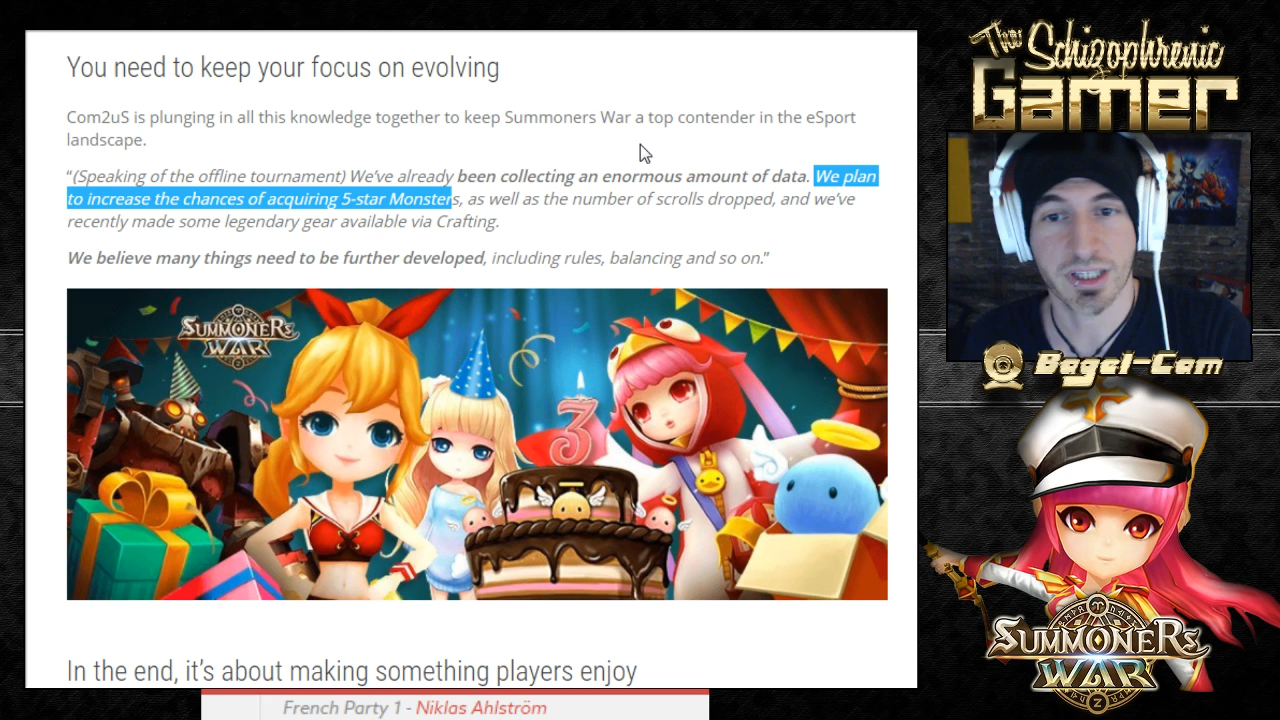 You need to keep your focus on evolving
Com2uS is plunging in all this knowledge together to keep Summoners War a top contender in the eSport
landscape.
“(Speaking of the offline tournament) We’ve already been collecting an enormous amount of data. We plan
to increase the chances of acquiring 5-star Monsters, as well as the number of scrolls dropped, and we’ve
recently made some legendary gear available via Crafting.
We believe many things need to be further developed, including rules, balancing and so on.”
SUMMONERS
WAR
3
In the end, it’s about making something players enjoy
French Party 1 - Niklas Ahlström
The Schizophrenic
Gamer
Bagel-Cam
SUMMONERS
WAR